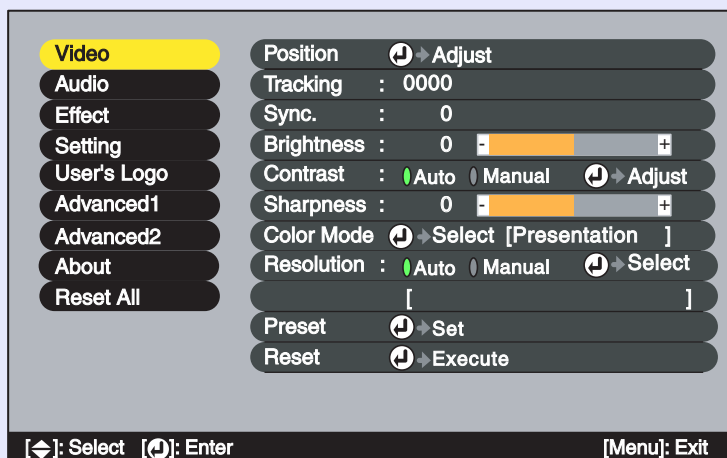 Video
Audio
Effect
Setting
User's Logo
Advanced1
Advanced2
About
Reset All
Position Adjust
Tracking : 0000
Sync. : 0
Brightness : 0 - +
Contrast : Auto Manual Adjust
Sharpness : 0 - +
Color Mode Select [Presentation ]
Resolution : Auto Manual Select
[ ]
Preset Set
Reset Execute
[ ]: Select [ ]: Enter [Menu]: Exit